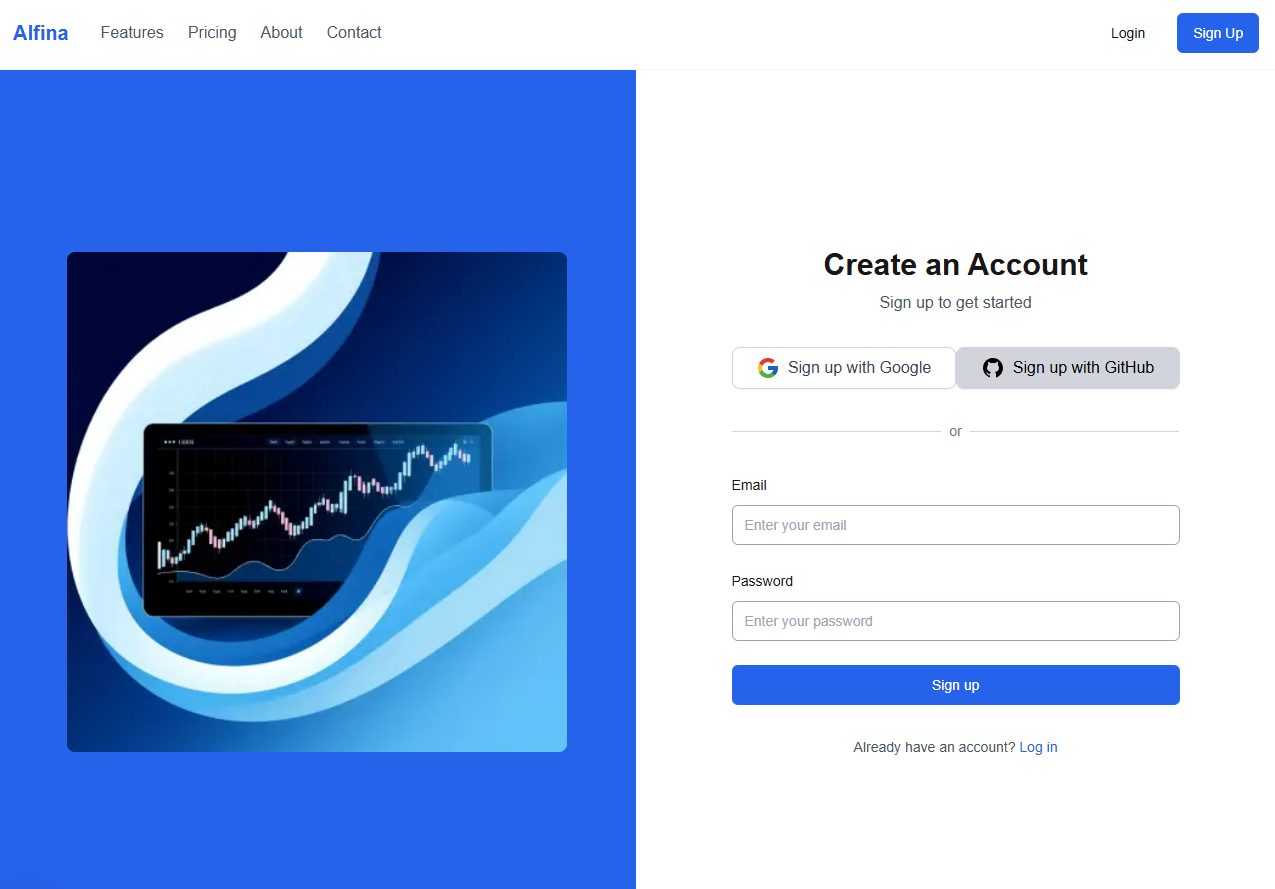 Alfina Features Pricing About Contact Login Sign Up
Create an Account
Sign up to get started
Sign up with Google Sign up with GitHub
or
Email
Enter your email
Password
Enter your password
Sign up
Already have an account? Log in